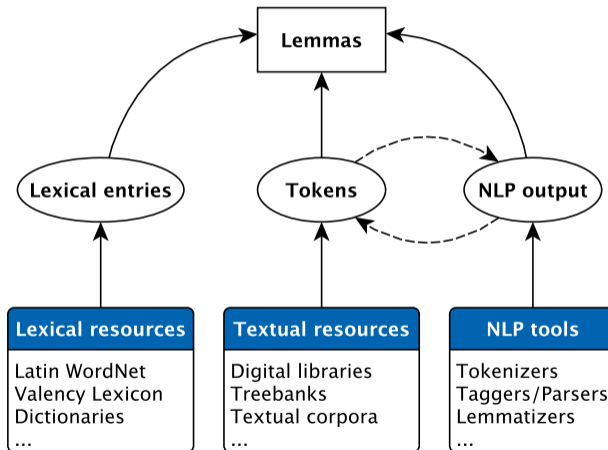 Lemmas
Lexical entries
Tokens
NLP output
Lexical resources
Latin WordNet
Valency Lexicon
Dictionaries
...
Textual resources
Digital libraries
Treebanks
Textual corpora
...
NLP tools
Tokenizers
Taggers/Parsers
Lemmatizers
...